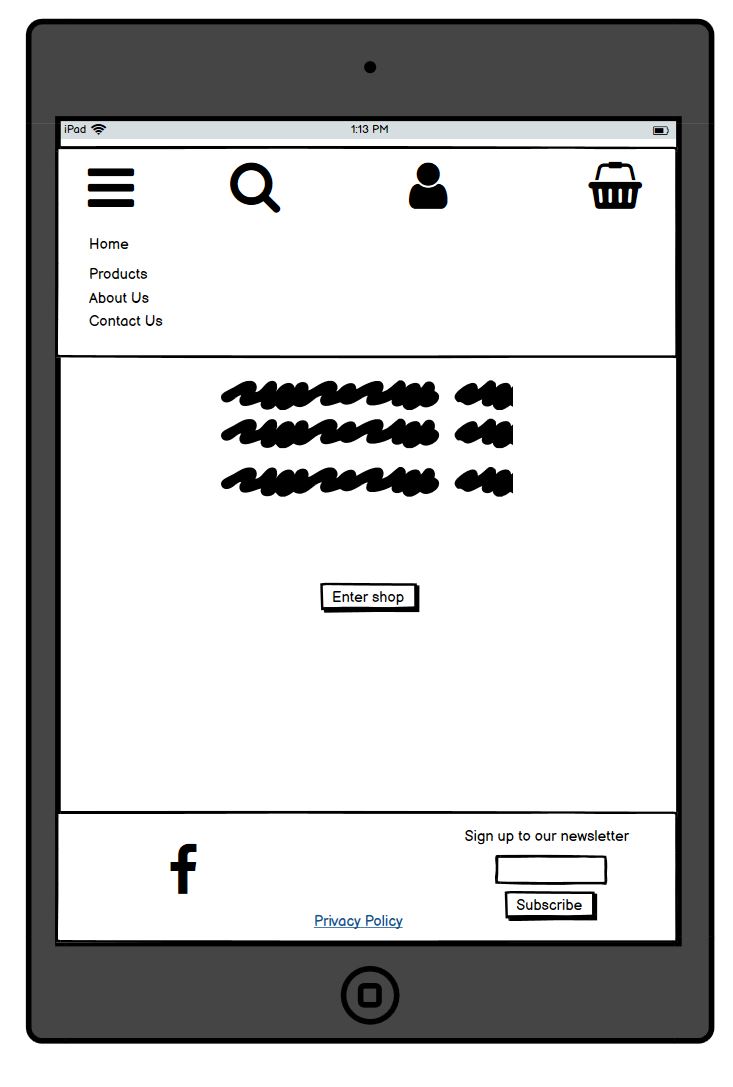 iPad 1:13 PM
Home
Products
About Us
Contact Us
Enter shop
Sign up to our newsletter
Subscribe
Privacy Policy